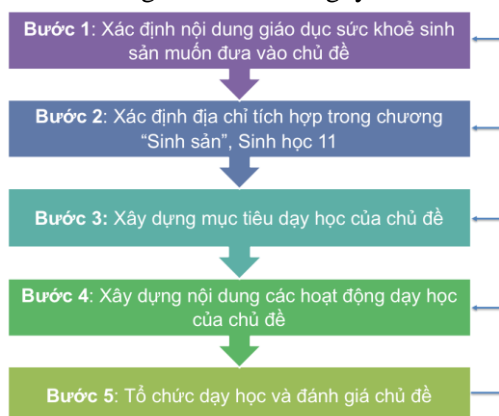 Bước 1: Xác định nội dung giáo dục sức khoẻ sinh
sản muốn đưa vào chủ đề
Bước 2: Xác định địa chỉ tích hợp trong chương
“Sinh sản”, Sinh học 11
Bước 3: Xây dựng mục tiêu dạy học của chủ đề
Bước 4: Xây dựng nội dung các hoạt động dạy học
của chủ đề
Bước 5: Tổ chức dạy học và đánh giá chủ đề